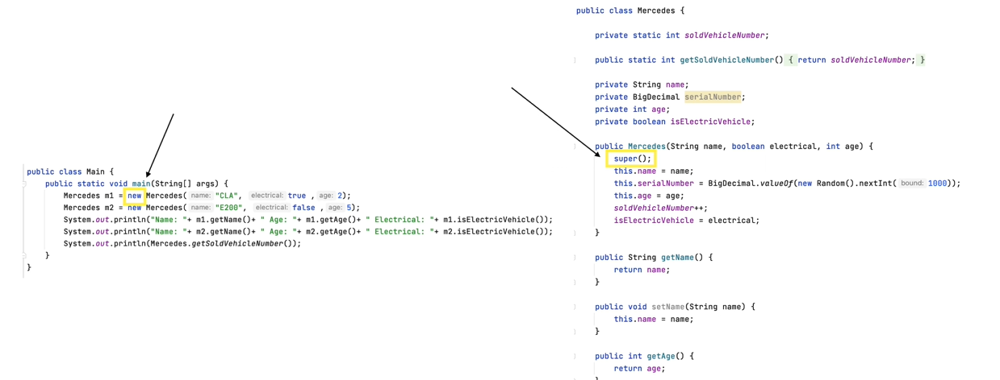 public class Main {
public static void main(String[] args) {
Mercedes m1 = new Mercedes( name: "CLA", electrical: true , age: 2);
Mercedes m2 = new Mercedes( name: "E200", electrical: false , age: 5);
System.out.println("Name: "+ m1.getName()+ " Age: "+ m1.getAge()+ " Electrical: "+ m1.isElectricVehicle());
System.out.println("Name: "+ m2.getName()+ " Age: "+ m2.getAge()+ " Electrical: "+ m2.isElectricVehicle());
System.out.println(Mercedes.getSoldVehicleNumber());
}
}
public class Mercedes {
private static int soldVehicleNumber;
public static int getSoldVehicleNumber() { return soldVehicleNumber; }
private String name;
private BigDecimal serialNumber;
private int age;
private boolean isElectricVehicle;
public Mercedes(String name, boolean electrical, int age) {
super();
this.name = name;
this.serialNumber = BigDecimal.valueOf(new Random().nextInt( bound: 1000));
this.age = age;
soldVehicleNumber++;
isElectricVehicle = electrical;
}
public String getName() {
return name;
}
public void setName(String name) {
this.name = name;
}
public int getAge() {
return age;